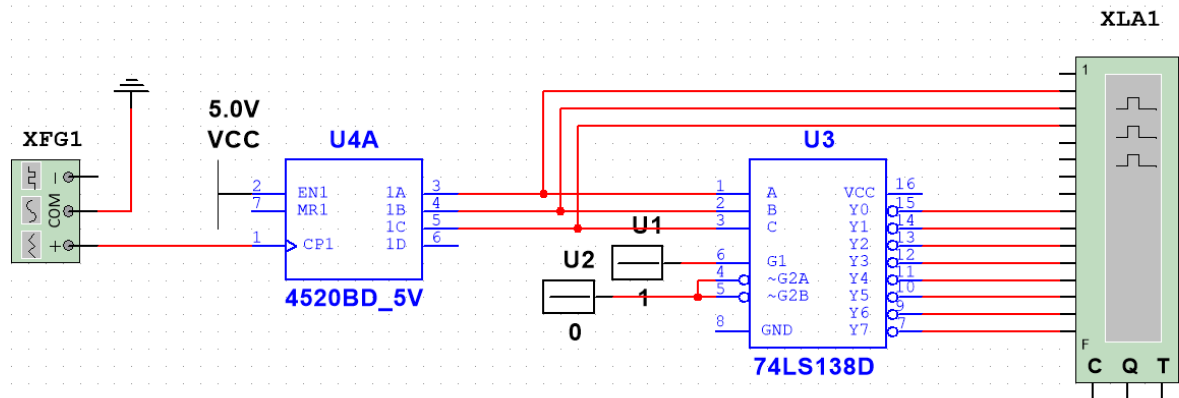 XLA1
1
5.0V
VCC
XFG1
COM
U4A
U3
2 EN1 1A 3
7 MR1 1B 4
1C 5
1 CP1 1D 6
4520BD_5V
U1
1
U2
0
1 A VCC 16
2 B Y0 15
3 C Y1 14
Y2 13
6 G1 Y3 12
4 ~G2A Y4 11
5 ~G2B Y5 10
Y6 9
8 GND Y7 7
74LS138D
F
C Q T